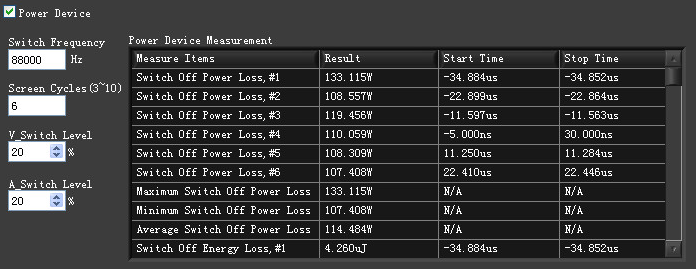 Power Device
Switch Frequency
88000 Hz
Screen Cycles(3~10)
6
V_Switch Level
20 %
A_Switch Level
20 %
Power Device Measurement
Measure Items Result Start Time Stop Time
Switch Off Power Loss,#1 133.115W -34.884us -34.852us
Switch Off Power Loss,#2 108.557W -22.899us -22.864us
Switch Off Power Loss,#3 119.456W -11.597us -11.563us
Switch Off Power Loss,#4 110.059W -5.000ns 30.000ns
Switch Off Power Loss,#5 108.309W 11.250us 11.284us
Switch Off Power Loss,#6 107.408W 22.410us 22.446us
Maximum Switch Off Power Loss 133.115W N/A N/A
Minimum Switch Off Power Loss 107.408W N/A N/A
Average Switch Off Power Loss 114.484W N/A N/A
Switch Off Energy Loss,#1 4.260uJ -34.884us -34.852us